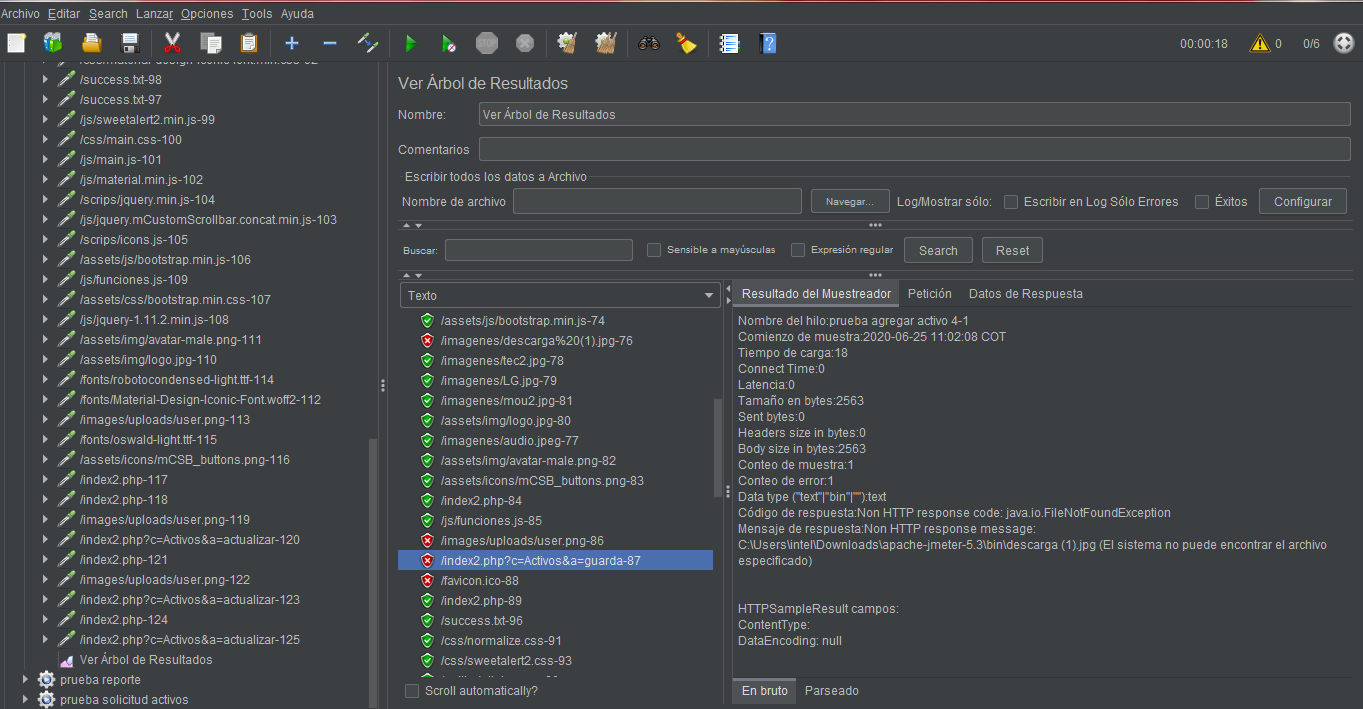 Archivo Editar Search Lanzar Opciones Tools Ayuda
00:00:18 0 0/6
/success.txt-98
/success.txt-97
/js/sweetalert2.min.js-99
/css/main.css-100
/js/main.js-101
/js/material.min.js-102
/scrips/jquery.min.js-104
/js/jquery.mCustomScrollbar.concat.min.js-103
/scrips/icons.js-105
/assets/js/bootstrap.min.js-106
/js/funciones.js-109
/assets/css/bootstrap.min.css-107
/js/jquery-1.11.2.min.js-108
/assets/img/avatar-male.png-111
/assets/img/logo.jpg-110
/fonts/robotocondensed-light.ttf-114
/fonts/Material-Design-Iconic-Font.woff2-112
/images/uploads/user.png-113
/fonts/oswald-light.ttf-115
/assets/icons/mCSB_buttons.png-116
/index2.php-117
/index2.php-118
/images/uploads/user.png-119
/index2.php?c=Activos&a=actualizar-120
/index2.php-121
/images/uploads/user.png-122
/index2.php?c=Activos&a=actualizar-123
/index2.php-124
/index2.php?c=Activos&a=actualizar-125
Ver Árbol de Resultados
prueba reporte
prueba solicitud activos
Ver Árbol de Resultados
Nombre: Ver Árbol de Resultados
Comentarios
Escribir todos los datos a Archivo
Nombre de archivo Navegar... Log/Mostrar sólo: Escribir en Log Sólo Errores Éxitos Configurar
Buscar: Sensible a mayúsculas Expresión regular Search Reset
Texto
/assets/js/bootstrap.min.js-74
/imagenes/descarga%20(1).jpg-76
/imagenes/tec2.jpg-78
/imagenes/LG.jpg-79
/imagenes/mou2.jpg-81
/assets/img/logo.jpg-80
/imagenes/audio.jpeg-77
/assets/img/avatar-male.png-82
/assets/icons/mCSB_buttons.png-83
/index2.php-84
/js/funciones.js-85
/images/uploads/user.png-86
/index2.php?c=Activos&a=guarda-87
/favicon.ico-88
/index2.php-89
/success.txt-96
/css/normalize.css-91
/css/sweetalert2.css-93
Scroll automatically?
Resultado del Muestreador Petición Datos de Respuesta
Nombre del hilo:prueba agregar activo 4-1
Comienzo de muestra:2020-06-25 11:02:08 COT
Tiempo de carga:18
Connect Time:0
Latencia:0
Tamaño en bytes:2563
Sent bytes:0
Headers size in bytes:0
Body size in bytes:2563
Conteo de muestra:1
Conteo de error:1
Data type ("text"|"bin"|""):text
Código de respuesta:Non HTTP response code: java.io.FileNotFoundException
Mensaje de respuesta:Non HTTP response message:
C:\Users\intel\Downloads\apache-jmeter-5.3\bin\descarga (1).jpg (El sistema no puede encontrar el archivo
especificado)
HTTPSampleResult campos:
ContentType:
DataEncoding: null
En bruto Parseado